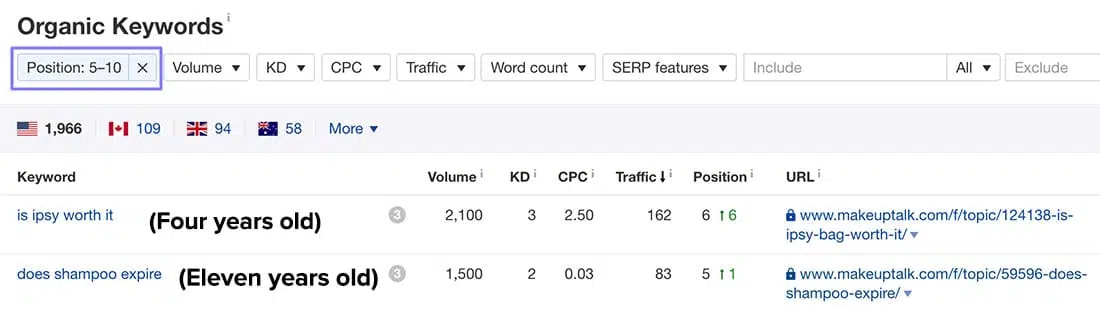 Organic Keywords i
Position: 5–10 × Volume ▼ KD ▼ CPC ▼ Traffic ▼ Word count ▼ SERP features ▼ Include All ▼ Exclude
1,966 109 94 58 More ▼
Keyword Volume i KD i CPC i Traffic ↓ i Position i URL i
is ipsy worth it (Four years old) 3 2,100 3 2.50 162 6 ↑6 www.makeuptalk.com/f/topic/124138-is-
ipsy-bag-worth-it/ ▼
does shampoo expire (Eleven years old) 3 1,500 2 0.03 83 5 ↑1 www.makeuptalk.com/f/topic/59596-does-
shampoo-expire/ ▼